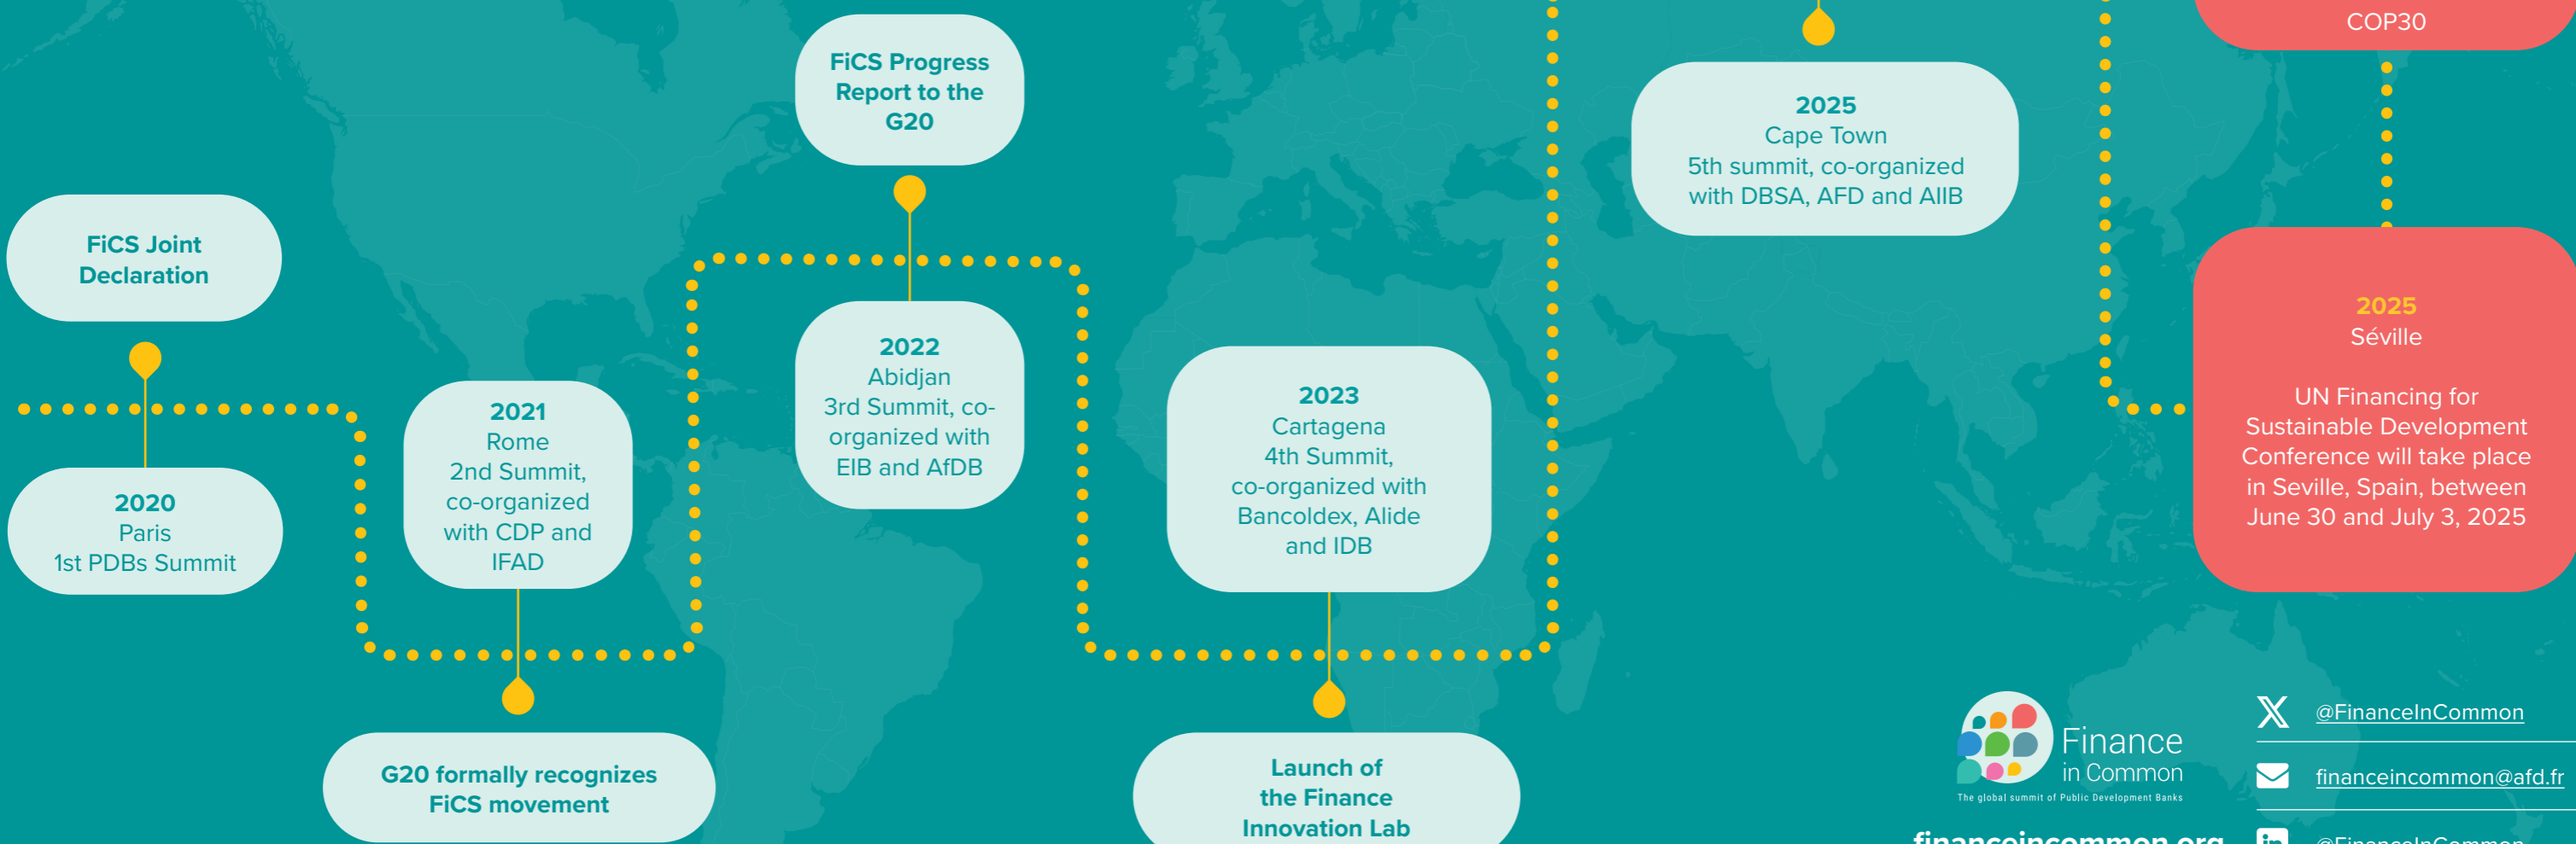 FiCS Joint
Declaration
2020
Paris
1st PDBs Summit
2021
Rome
2nd Summit,
co-organized
with CDP and
IFAD
G20 formally recognizes
FiCS movement
FiCS Progress
Report to the
G20
2022
Abidjan
3rd Summit, co-
organized with
EIB and AfDB
2023
Cartagena
4th Summit,
co-organized with
Bancoldex, Alide
and IDB
Launch of
the Finance
Innovation Lab
2025
Cape Town
5th summit, co-organized
with DBSA, AFD and AIIB
COP30
2025
Séville
UN Financing for
Sustainable Development
Conference will take place
in Seville, Spain, between
June 30 and July 3, 2025
Finance
in Common
The global summit of Public Development Banks
financeincommon.org
@FinanceInCommon
financeincommon@afd.fr
@FinanceInCommon